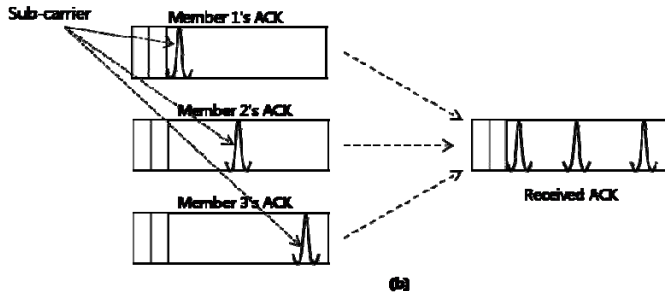 Sub-carrier
Member 1's ACK
Member 2's ACK
Member 3's ACK
Received ACK
(b)